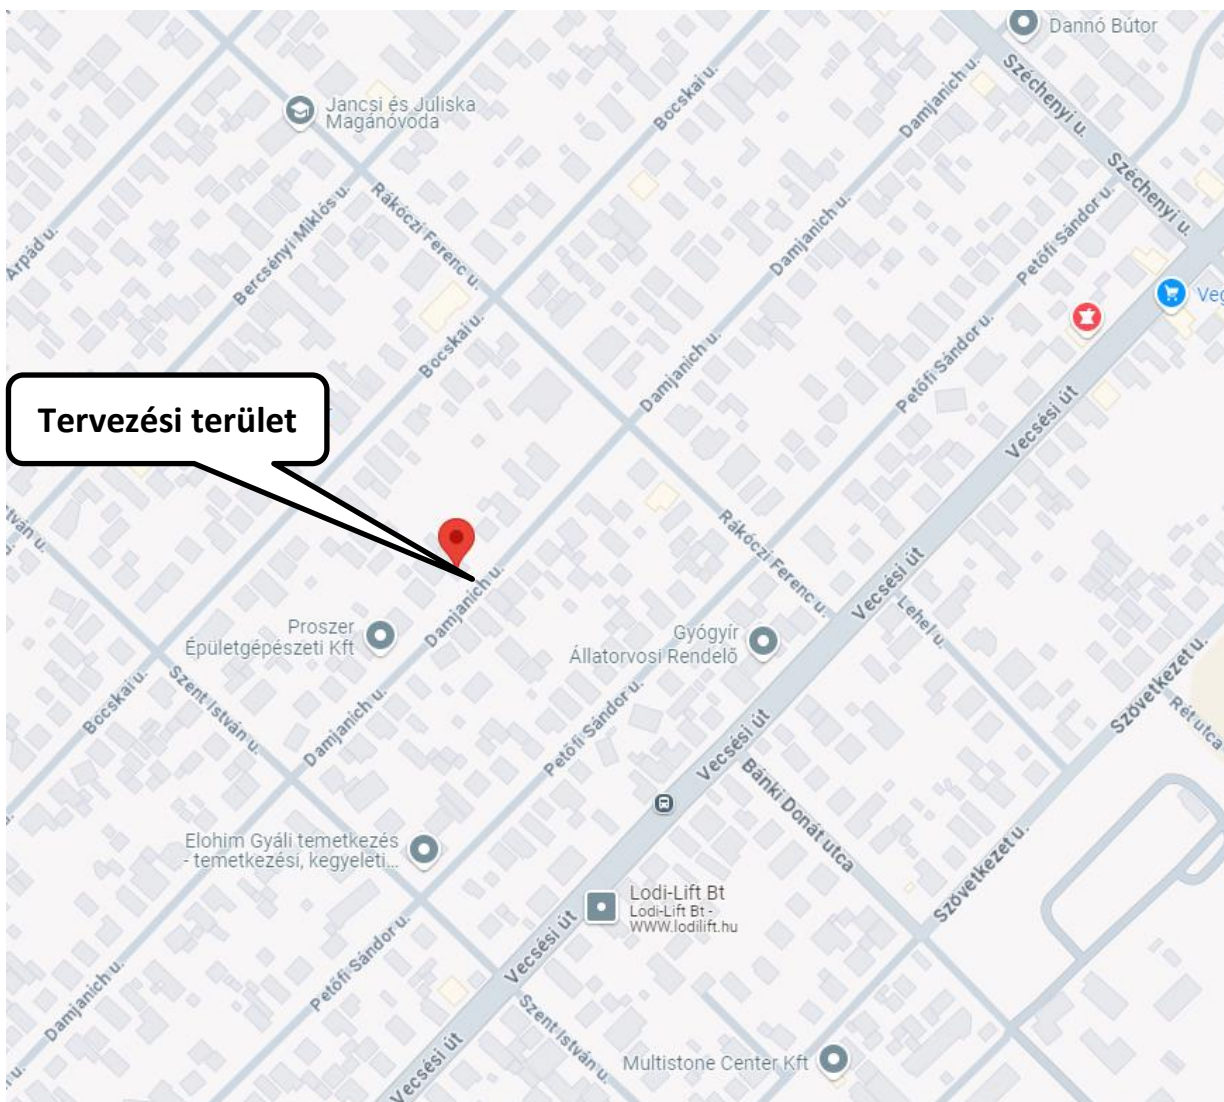 Dannó Bútor
Széchenyi u.
Bocskai u.
Damjanich u.
Jancsi és Juliska
Magánóvoda
Széchenyi u.
Árpád u.
Bercsényi Miklós u.
Rákóczi Ferenc u.
Damjanich u.
Petőfi Sándor u.
Bocskai u.
Damjanich u.
Petőfi Sándor u.
Vecsési út
Tervezési terület
István u.
Rákóczi Ferenc u.
Vecsési út
Damjanich u.
Lehel u.
Proszer
Épületgépészeti Kft
Gyógyír
Állatorvosi Rendelő
Szövetkezet u.
Rét utca
Bocskai u.
Szent István u.
Damjanich u.
Petőfi Sándor u.
Vecsési út
Bánki Donát utca
Elohim Gyáli temetkezés
- temetkezési, kegyeleti...
Szövetkezet u.
Lodi-Lift Bt
Lodi-Lift Bt -
WWW.lodilift.hu
Vecsési út
Petőfi Sándor u.
Damjanich u.
Szent István u.
Vecsési út
Multistone Center Kft